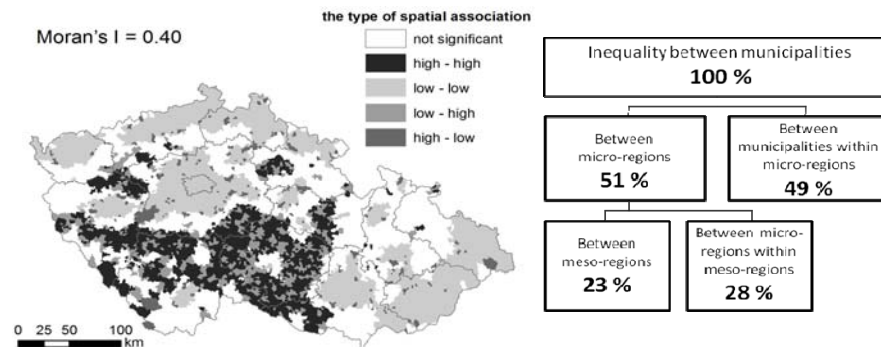 the type of spatial association
Moran's I = 0.40
not significant
high - high
low - low
low - high
high - low
0 25 50 100
km
Inequality between municipalities
100 %
Between
micro-regions
51 %
Between
municipalities within
micro-regions
49 %
Between
meso-regions
23 %
Between micro-
regions within
meso-regions
28 %